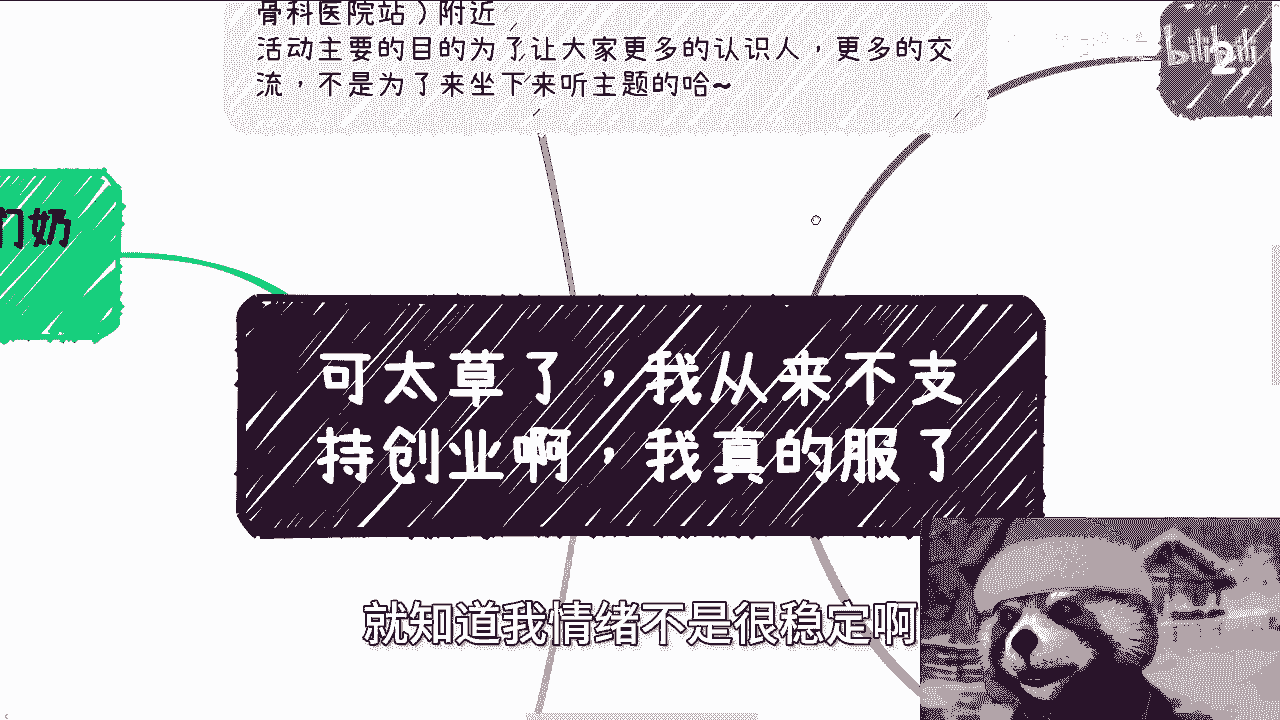 骨科医院站）附近
活动主要的目的为了让大家更多的认识人，更多的交
流，不是为了来坐下来听主题的哈~
bilibili
2
们奶
可太草了，我从来不支
持创业啊，我真的服了
就知道我情绪不是很稳定啊